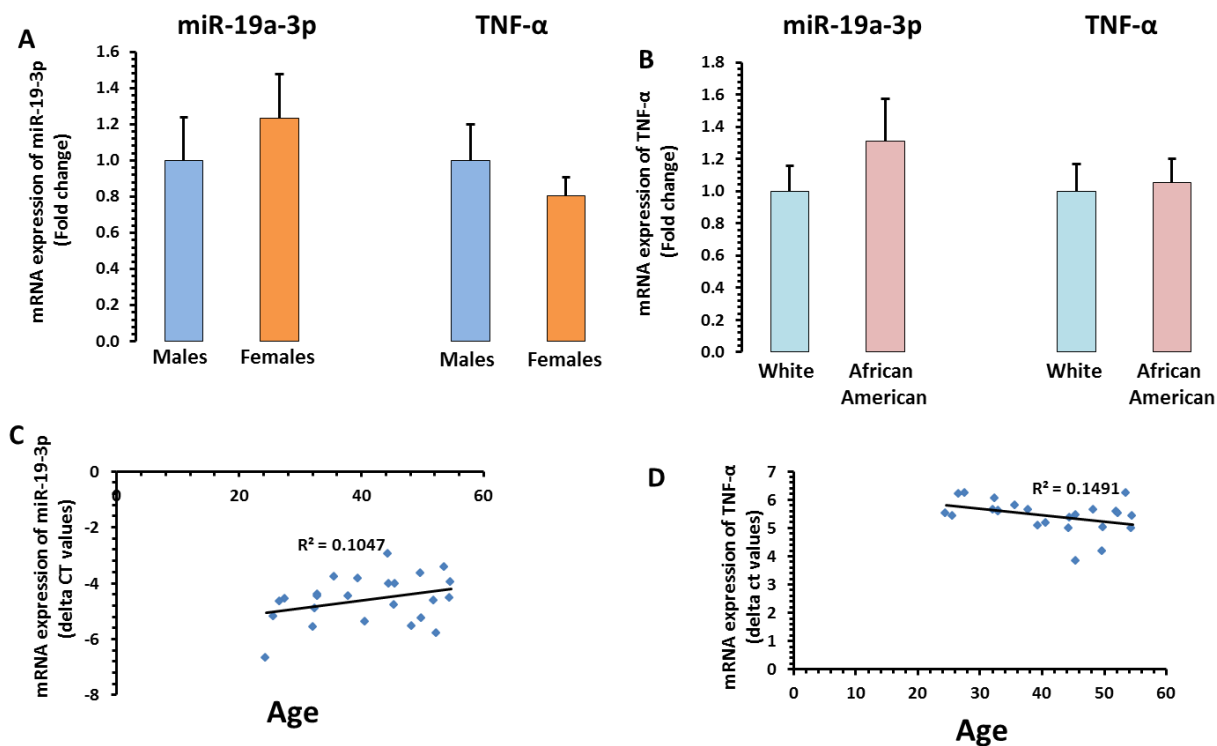 A
miR-19a-3p
TNF-α
mRNA expression of miR-19-3p
(Fold change)
1.6
1.4
1.2
1.0
0.8
0.6
0.4
0.2
0.0
Males
Females
Males
Females
B
miR-19a-3p
TNF-α
mRNA expression of TNF-α
(Fold change)
1.8
1.6
1.4
1.2
1.0
0.8
0.6
0.4
0.2
0.0
White
African
American
White
African
American
C
mRNA expression of miR-19-3p
(delta CT values)
0
-2
-4
-6
-8
0
20
40
60
R² = 0.1047
Age
D
mRNA expression of TNF-α
(delta ct values)
7
6
5
4
3
2
1
0
R² = 0.1491
0
10
20
30
40
50
60
Age